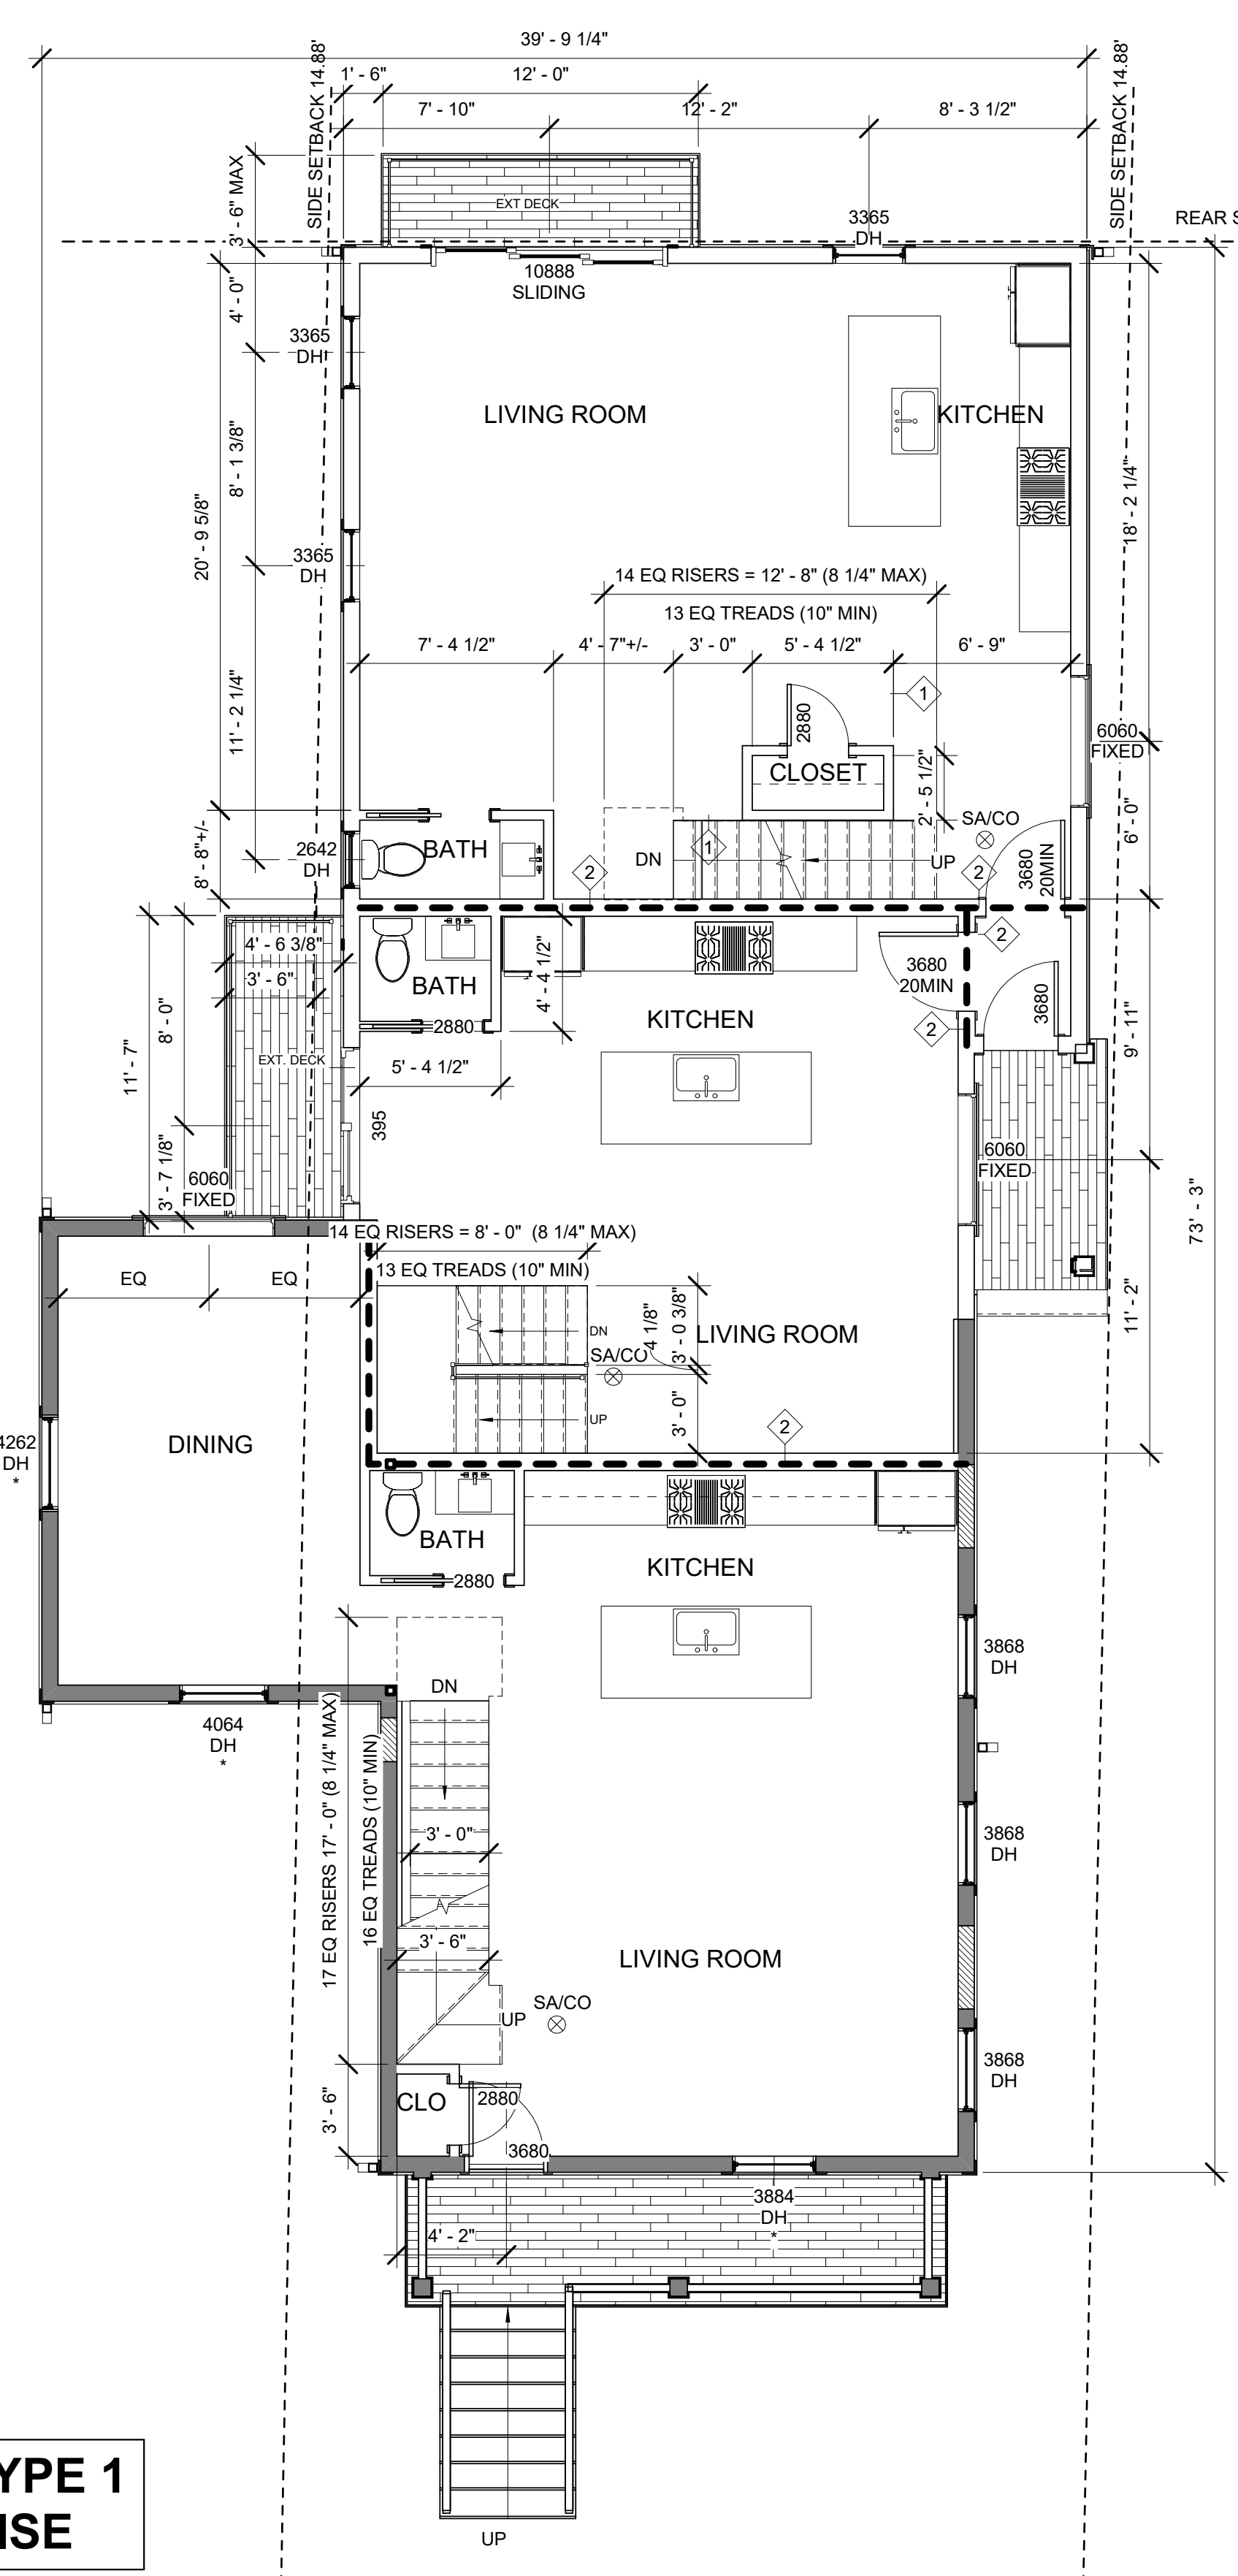 39' - 9 1/4"
SIDE SETBACK 14.88'
1' - 6"
12' - 0"
SIDE SETBACK 14.88'
7' - 10"
12' - 2"
8' - 3 1/2"
3' - 6" MAX
EXT DECK
3365
DH
REAR S
10888
SLIDING
4' - 0"
3365
DH
LIVING ROOM
KITCHEN
8' - 1 3/8"
18' - 2 1/4"
20' - 9 5/8"
3365
DH
14 EQ RISERS = 12' - 8" (8 1/4" MAX)
13 EQ TREADS (10" MIN)
7' - 4 1/2"
4' - 7"+/-
3' - 0"
5' - 4 1/2"
6' - 9"
11' - 2 1/4"
1
2880
6060
FIXED
CLOSET
2' - 5 1/2"
6' - 0"
SA/CO
8' - 8"+/-
2642
DH
BATH
DN
1
UP
2
2
3680
20MIN
4' - 6 3/8"
3' - 6"
BATH
4' - 4 1/2"
3680
20MIN
2
3680
8' - 0"
KITCHEN
2880
2
9' - 11"
11' - 7"
EXT. DECK
5' - 4 1/2"
395
3' - 7 1/8"
6060
FIXED
6060
FIXED
73' - 3"
14 EQ RISERS = 8' - 0" (8 1/4" MAX)
13 EQ TREADS (10" MIN)
EQ
EQ
11' - 2"
DN
4 1/8"
3' - 0 3/8"
LIVING ROOM
SA/CO
3' - 0"
UP
2
DINING
4262
DH
*
BATH
KITCHEN
2880
3868
DH
DN
4064
DH
*
17 EQ RISERS 17' - 0" (8 1/4" MAX)
16 EQ TREADS (10" MIN)
3' - 0"
3868
DH
3' - 6"
LIVING ROOM
SA/CO
UP
3868
DH
3' - 6"
CLO
2880
3680
3884
DH
*
4' - 2"
YPE 1
ISE
UP